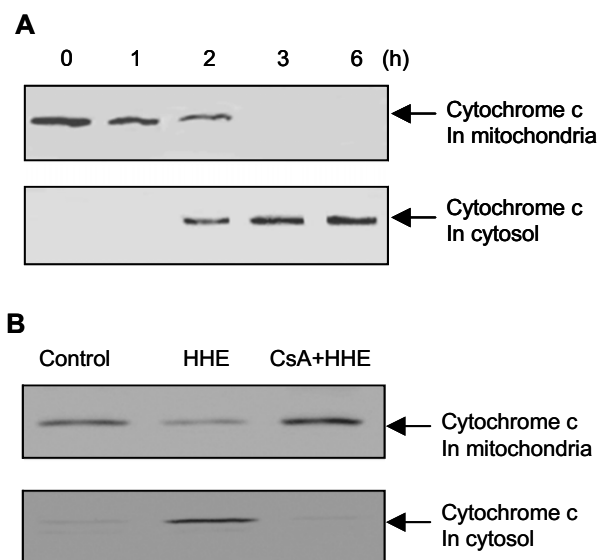 A
0 1 2 3 6 (h)
Cytochrome c
In mitochondria
Cytochrome c
In cytosol
B
Control HHE CsA+HHE
Cytochrome c
In mitochondria
Cytochrome c
In cytosol